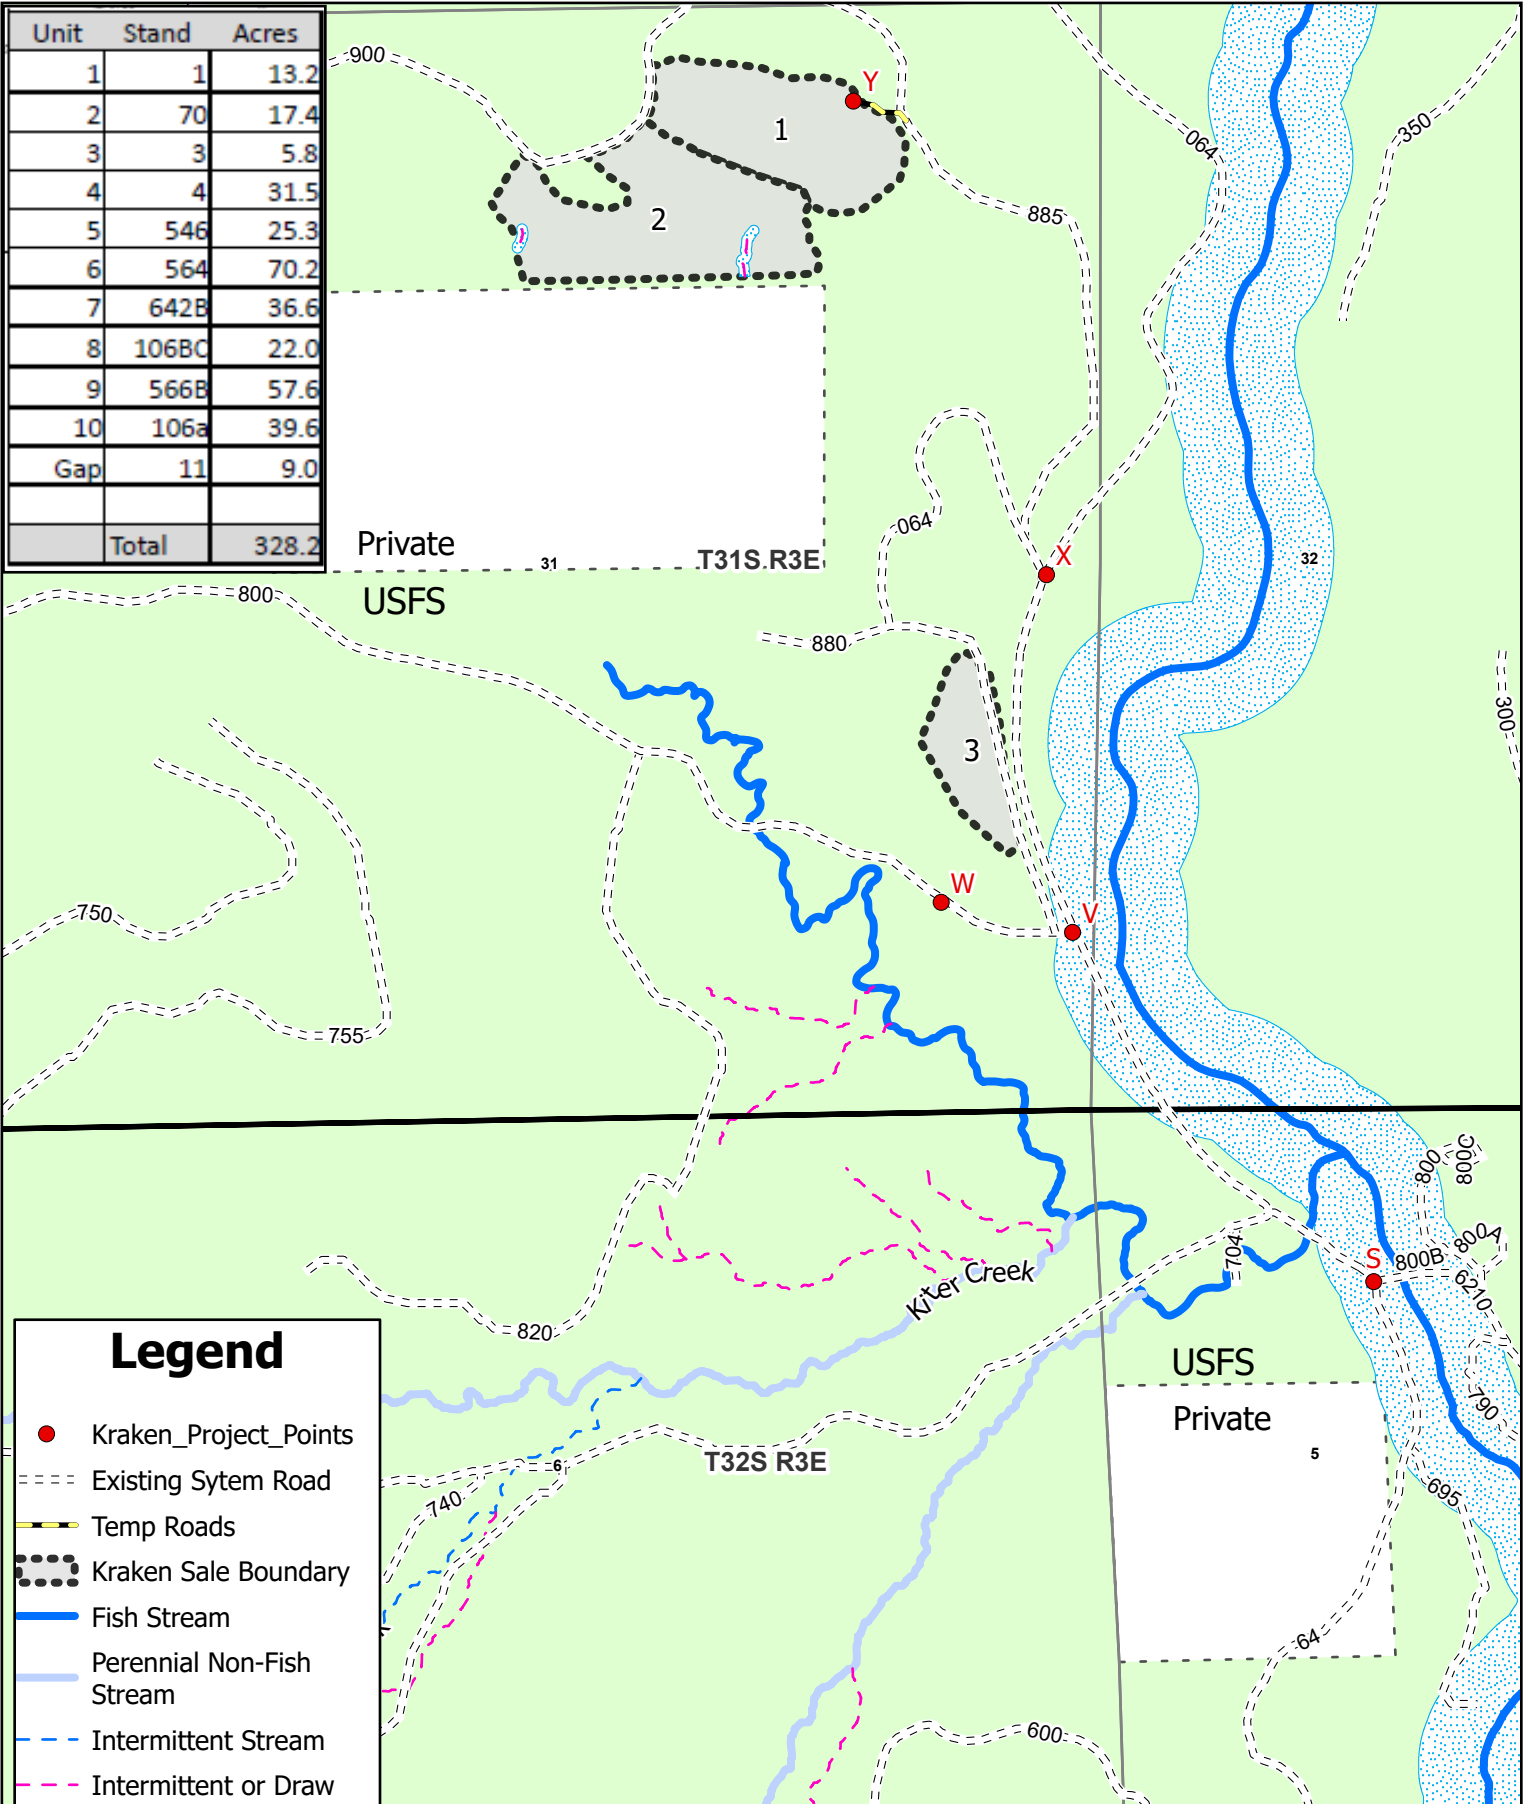 Unit Stand Acres
1 1 13.2
2 70 17.4
3 3 5.8
4 4 31.5
5 546 25.3
6 564 70.2
7 642B 36.6
8 106BC 22.0
9 566B 57.6
10 106a 39.6
Gap 11 9.0
Total 328.2
900
Y
1
064
350
2
885
Private
31
T31S R3E
064
X
32
800
USFS
880
3
300
W
V
750
755
800
800C
704
800A
S
800B
6210
Kiter Creek
820
USFS
Private
790
T32S R3E
5
6
740
695
64
600
Legend
Kraken_Project_Points
Existing Sytem Road
Temp Roads
Kraken Sale Boundary
Fish Stream
Perennial Non-Fish
Stream
Intermittent Stream
Intermittent or Draw